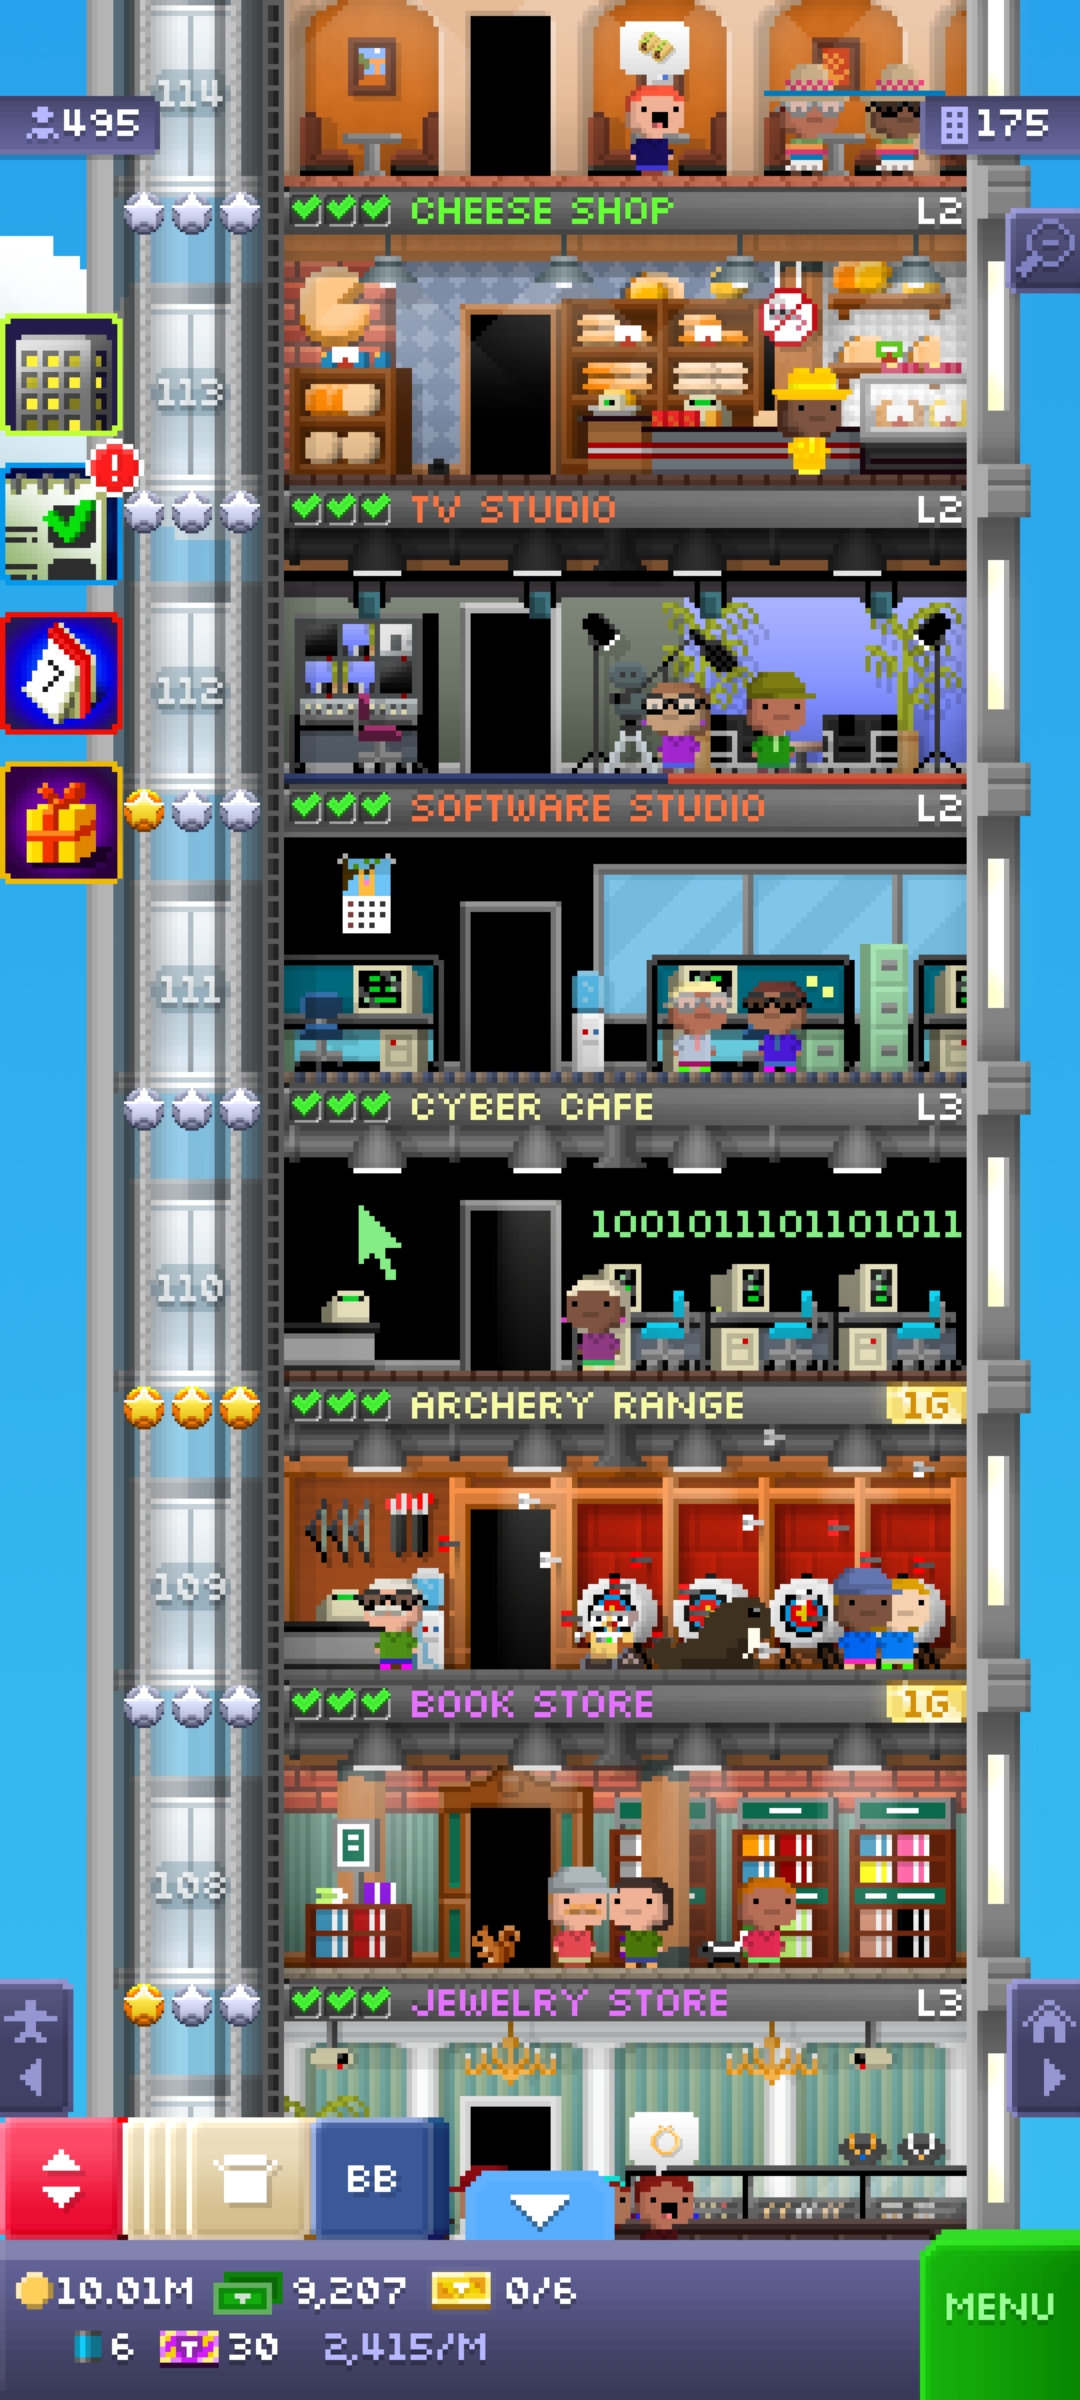 114
495
175
CHEESE SHOP L2
113
TV STUDIO L2
112
SOFTWARE STUDIO L2
111
CYBER CAFE L3
1001011101101011
110
ARCHERY RANGE 1G
109
BOOK STORE 1G
8
108
JEWELRY STORE L3
BB
10.01M 9,207 0/6
MENU
6 T 30 2,415/M